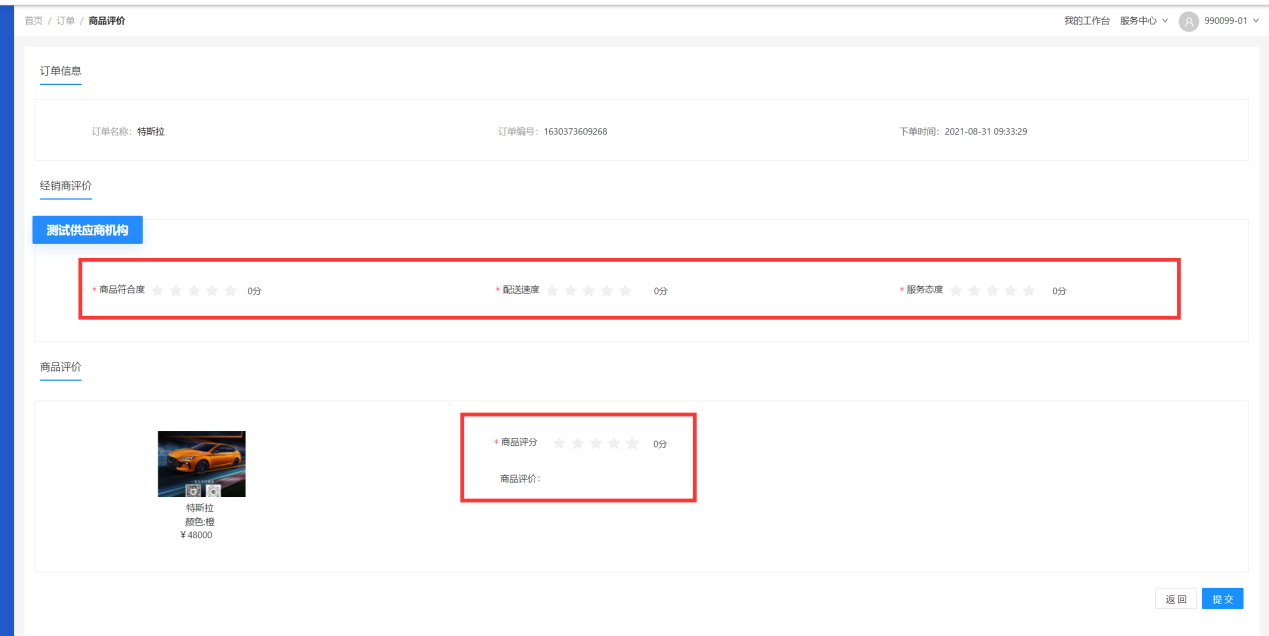 首页 / 订单 / 商品评价
我的工作台 服务中心 990099-01
订单信息
订单名称: 特斯拉 订单编号: 1630373609268 下单时间: 2021-08-31 09:33:29
经销商评价
测试供应商机构
* 商品符合度 0分 * 配送速度 0分 * 服务态度 0分
商品评价
* 商品评分 0分
商品评价:
特斯拉
颜色:橙
¥ 48000
返 回 提 交